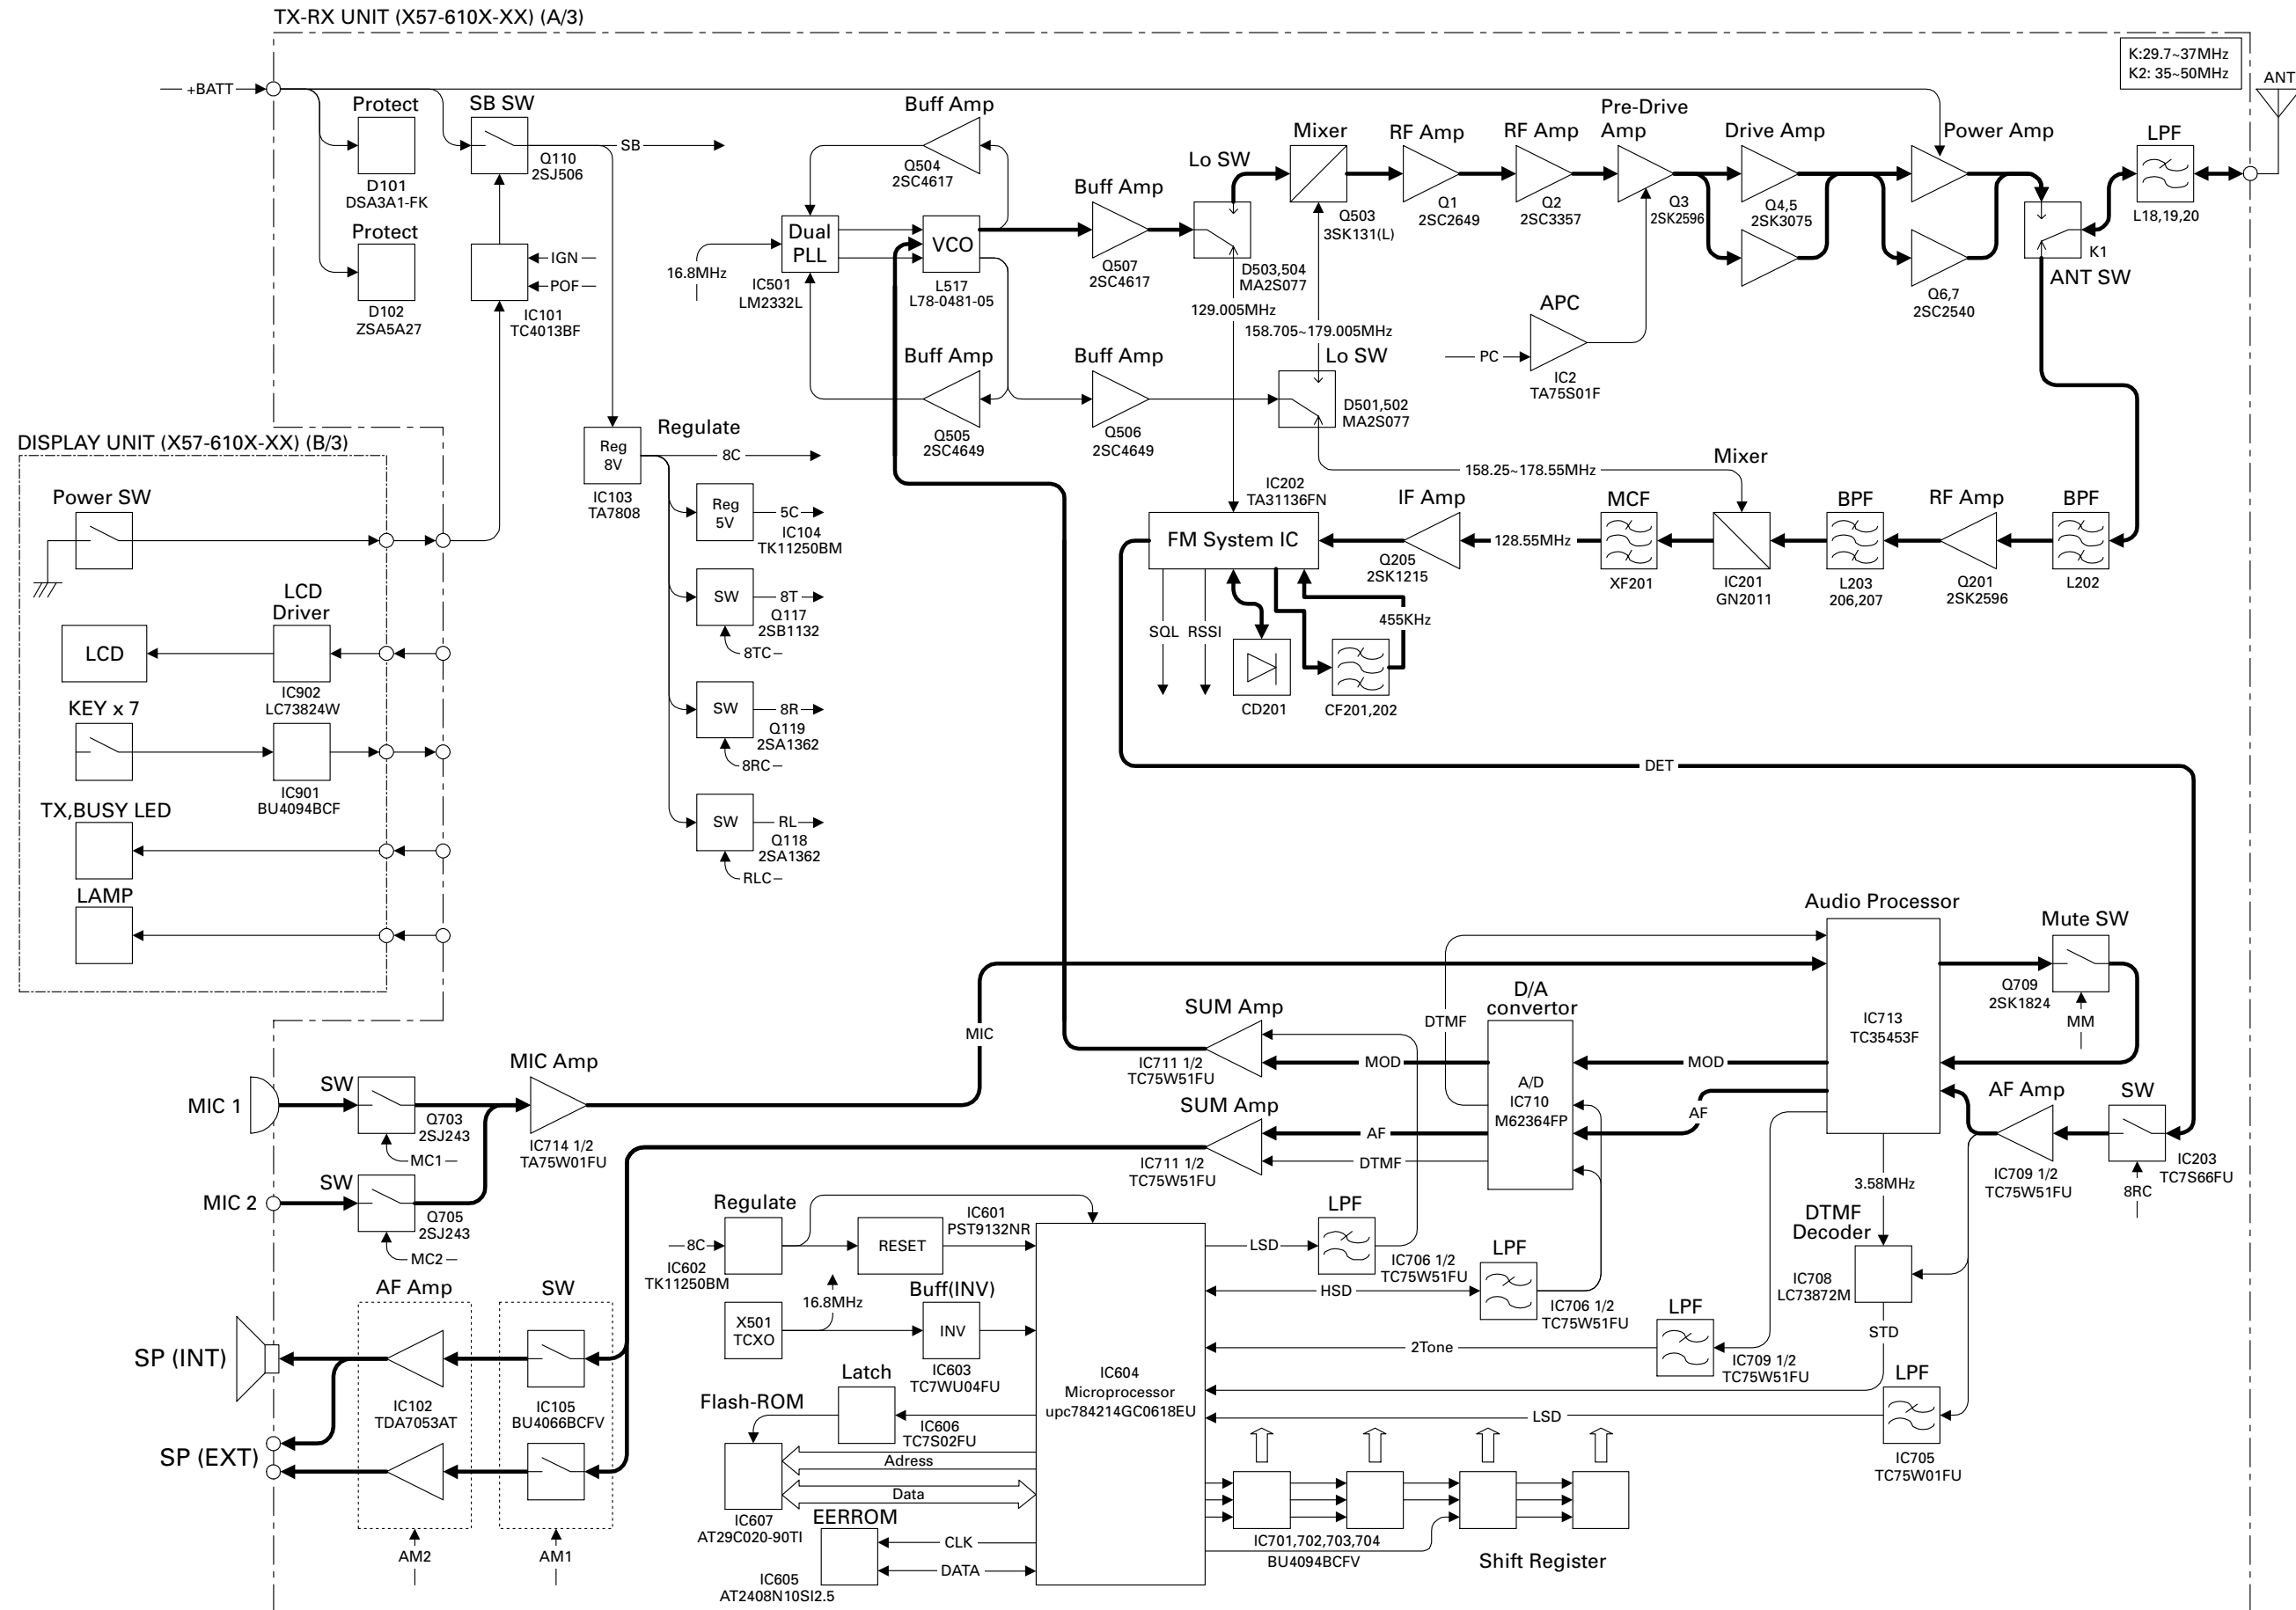 TX-RX UNIT (X57-610X-XX) (A/3)
K:29.7~37MHz
K2: 35~50MHz
ANT
+BATT
Protect
D101
DSA3A1-FK
Protect
D102
ZSA5A27
SB SW
Q110
2SJ506
SB
IGN
POF
IC101
TC4013BF
Buff Amp
Q504
2SC4617
Dual
PLL
IC501
LM2332L
16.8MHz
VCO
L517
L78-0481-05
Buff Amp
Q507
2SC4617
Lo SW
D503,504
MA2S077
129.005MHz
Mixer
Q503
3SK131(L)
158.705~179.005MHz
RF Amp
Q1
2SC2649
RF Amp
Q2
2SC3357
Pre-Drive
Amp
Q3
2SK2596
Drive Amp
Q4,5
2SK3075
Power Amp
Q6,7
2SC2540
LPF
L18,19,20
K1
ANT SW
APC
PC
IC2
TA75S01F
Buff Amp
Q505
2SC4649
Buff Amp
Q506
2SC4649
Lo SW
D501,502
MA2S077
158.25~178.55MHz
Regulate
Reg
8V
IC103
TA7808
8C
Reg
5V
5C
IC104
TK11250BM
SW
8T
Q117
2SB1132
8TC
SW
8R
Q119
2SA1362
8RC
SW
RL
Q118
2SA1362
RLC
DISPLAY UNIT (X57-610X-XX) (B/3)
Power SW
LCD
LCD
Driver
IC902
LC73824W
KEY x 7
IC901
BU4094BCF
TX,BUSY LED
LAMP
IC202
TA31136FN
FM System IC
IF Amp
Q205
2SK1215
128.55MHz
MCF
XF201
Mixer
IC201
GN2011
BPF
L203
206,207
RF Amp
Q201
2SK2596
BPF
L202
SQL
RSSI
CD201
CF201,202
455KHz
DET
Audio Processor
IC713
TC35453F
Mute SW
Q709
2SK1824
MM
D/A
convertor
A/D
IC710
M62364FP
DTMF
MOD
MOD
AF
AF
DTMF
SUM Amp
IC711 1/2
TC75W51FU
SUM Amp
IC711 1/2
TC75W51FU
AF Amp
IC709 1/2
TC75W51FU
SW
IC203
TC7S66FU
8RC
MIC
MIC 1
SW
Q703
2SJ243
MC1
MIC Amp
IC714 1/2
TA75W01FU
MIC 2
SW
Q705
2SJ243
MC2
3.58MHz
DTMF
Decoder
IC708
LC73872M
STD
Regulate
8C
IC602
TK11250BM
IC601
PST9132NR
RESET
16.8MHz
X501
TCXO
Buff(INV)
INV
IC603
TC7WU04FU
LSD
LPF
IC706 1/2
TC75W51FU
HSD
LPF
IC706 1/2
TC75W51FU
2Tone
LPF
IC709 1/2
TC75W51FU
LSD
LPF
IC705
TC75W01FU
AF Amp
IC102
TDA7053AT
SW
IC105
BU4066BCFV
SP (INT)
SP (EXT)
AM2
AM1
Latch
IC606
TC7S02FU
Flash-ROM
IC607
AT29C020-90TI
Adress
Data
EERROM
IC605
AT2408N10SI2.5
CLK
DATA
IC604
Microprocessor
upc784214GC0618EU
IC701,702,703,704
BU4094BCFV
Shift Register